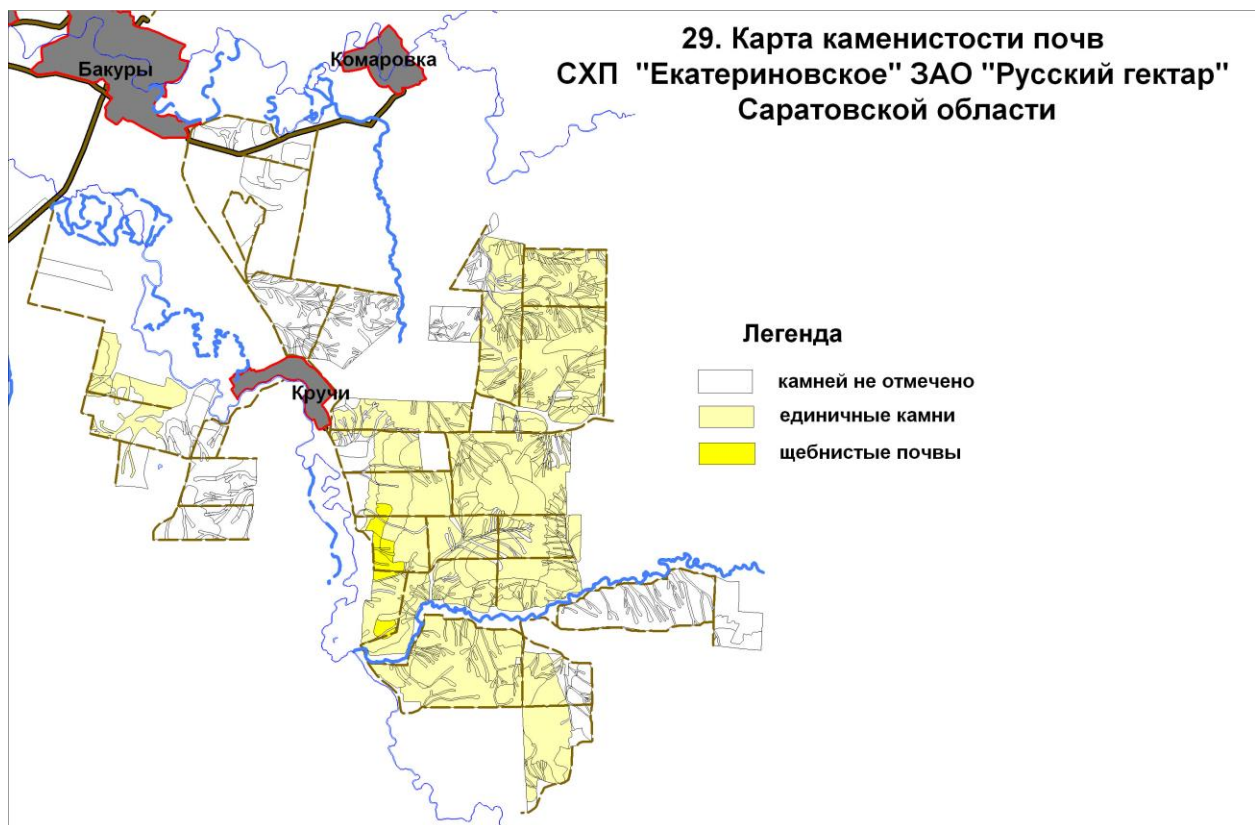 29. Карта каменистости почв
СХП "Екатериновское" ЗАО "Русский гектар"
Саратовской области
Бакуры
Комаровка
Кручи
Легенда
камней не отмечено
единичные камни
щебнистые почвы